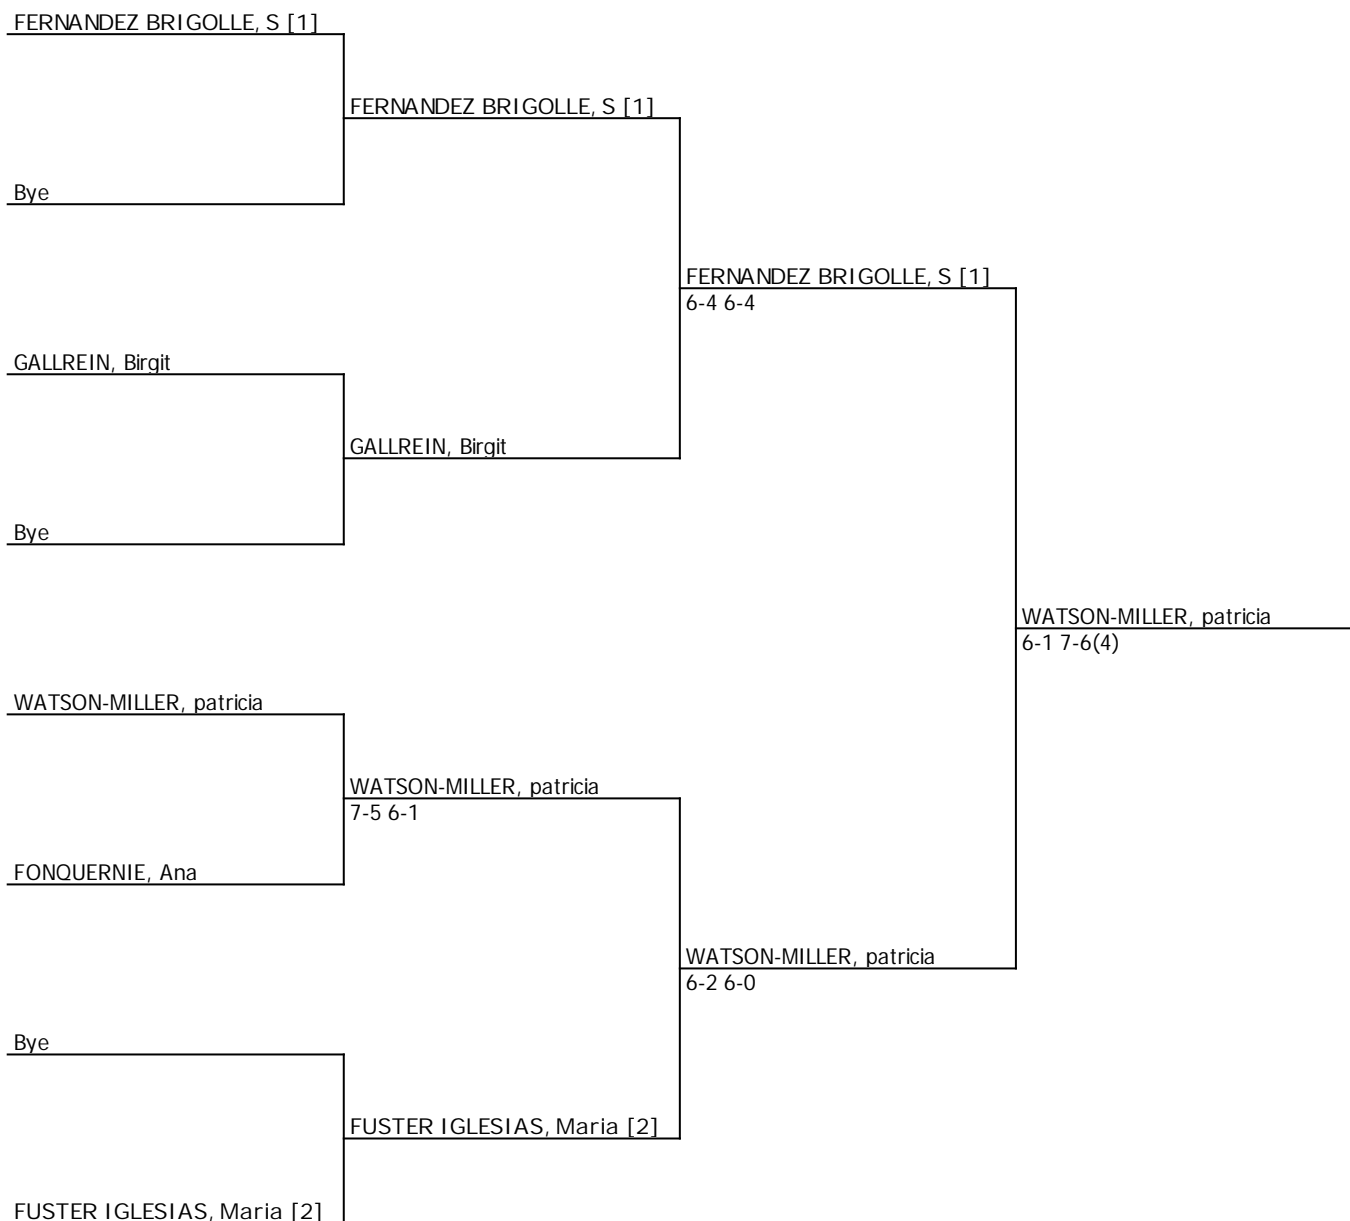 FERNANDEZ BRIGOLLE, S [1]
FERNANDEZ BRIGOLLE, S [1]
Bye
FERNANDEZ BRIGOLLE, S [1]
6-4 6-4
GALLREIN, Birgit
GALLREIN, Birgit
Bye
WATSON-MILLER, patricia
6-1 7-6(4)
WATSON-MILLER, patricia
WATSON-MILLER, patricia
7-5 6-1
FONQUERNIE, Ana
WATSON-MILLER, patricia
6-2 6-0
Bye
FUSTER IGLESIAS, Maria [2]
FUSTER IGLESIAS, Maria [2]